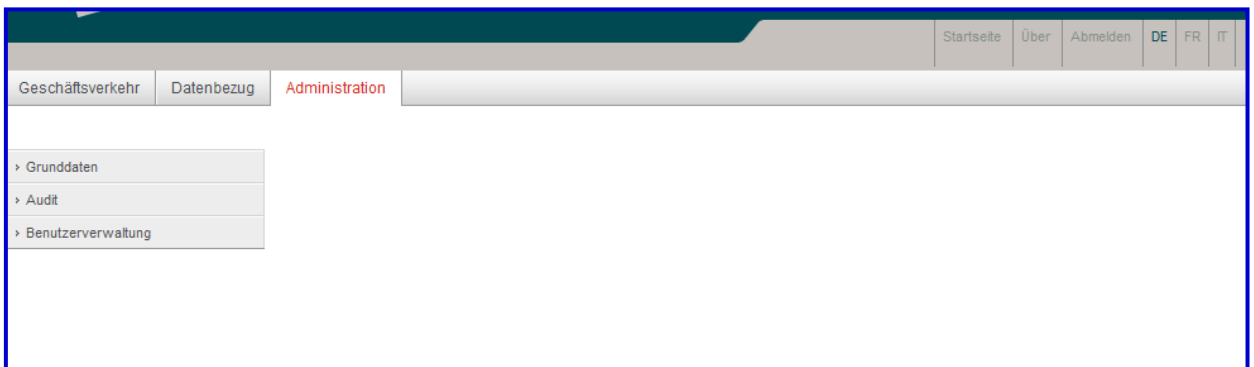 Startseite Über Abmelden DE FR IT
Geschäftsverkehr Datenbezug Administration
› Grunddaten
› Audit
› Benutzerverwaltung